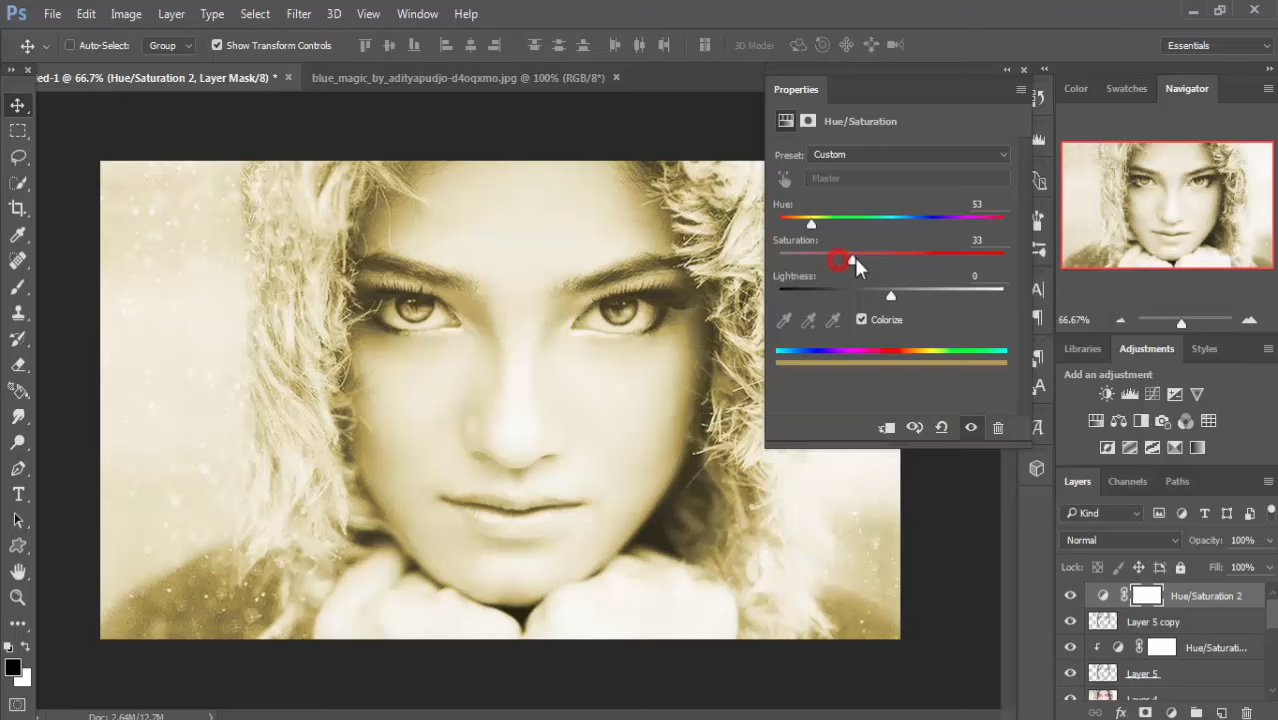 Ps File Edit Image Layer Type Select Filter 3D View Window Help
Auto-Select: Group Show Transform Controls 3D Mode: Essentials
ed-1 @ 66.7% (Hue/Saturation 2, Layer Mask/8) * × blue_magic_by_adityapudjo-d4oqxmo.jpg @ 100% (RGB/8*) ×
Properties
Hue/Saturation
Preset: Custom
Master
Hue: 53
Saturation: 33
Lightness: 0
Colorize
Color Swatches Navigator
66.67%
Libraries Adjustments Styles
Add an adjustment
Layers Channels Paths
Kind
Normal Opacity: 100%
Lock: Fill: 100%
Hue/Saturation 2
Layer 5 copy
Hue/Saturati...
Layer 5
Layer 4
Doc: 2.64M/12.7M